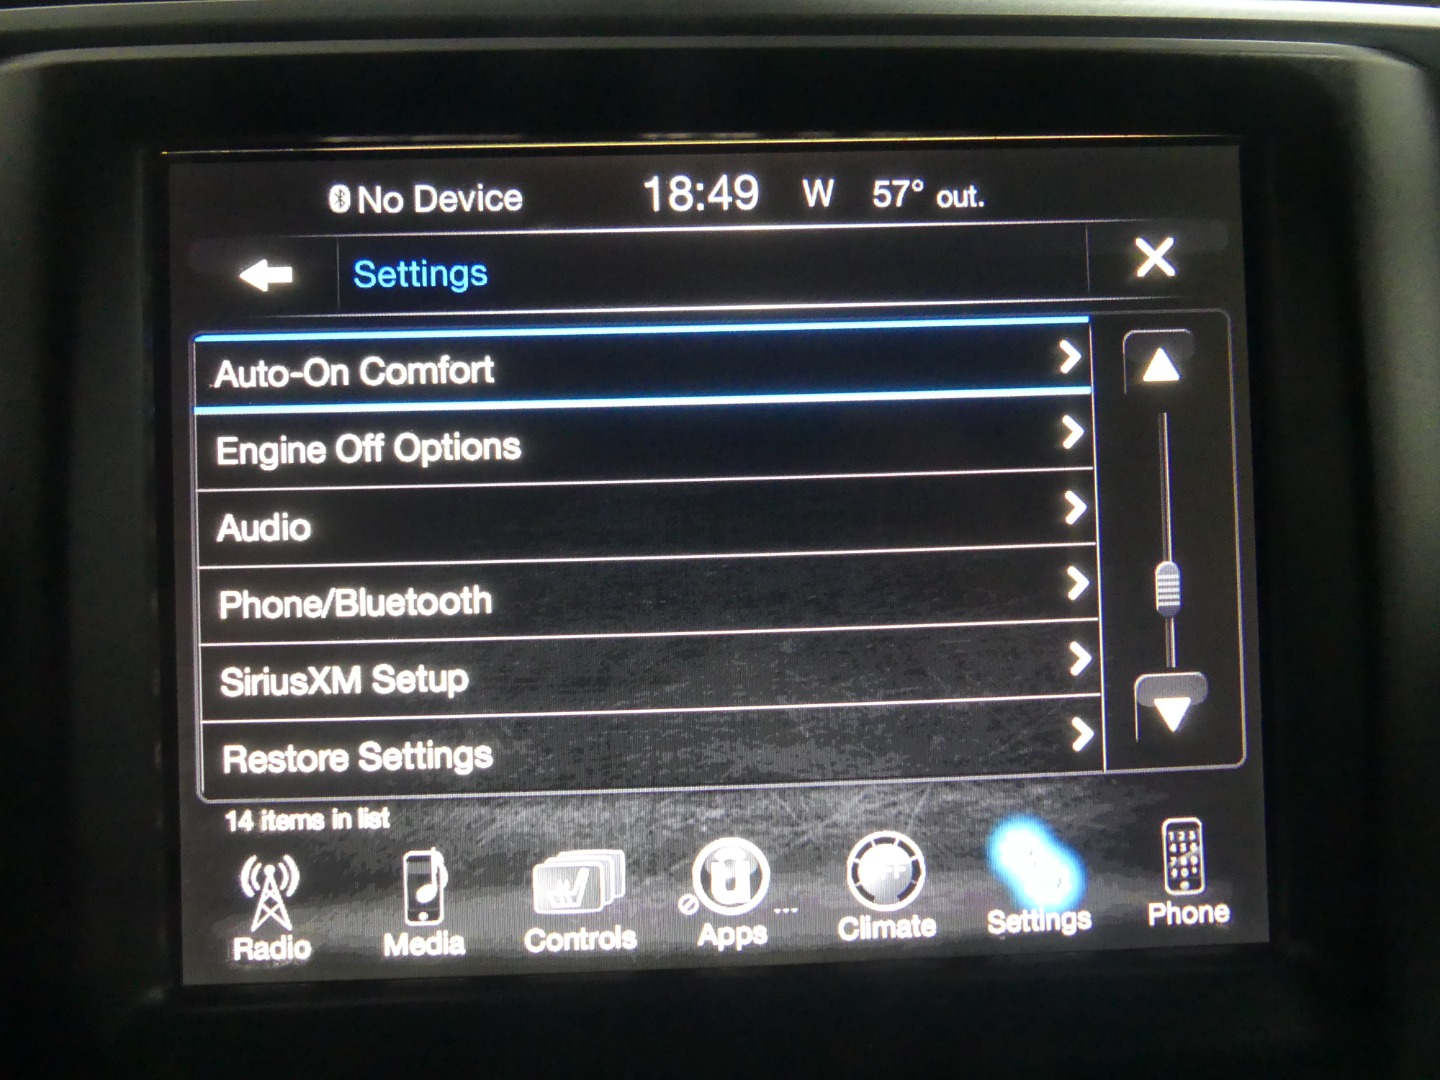 No Device 18:49 W 57° out.
Settings
Auto-On Comfort
Engine Off Options
Audio
Phone/Bluetooth
SiriusXM Setup
Restore Settings
14 items in list
Radio Media Controls Apps ... Climate Settings Phone